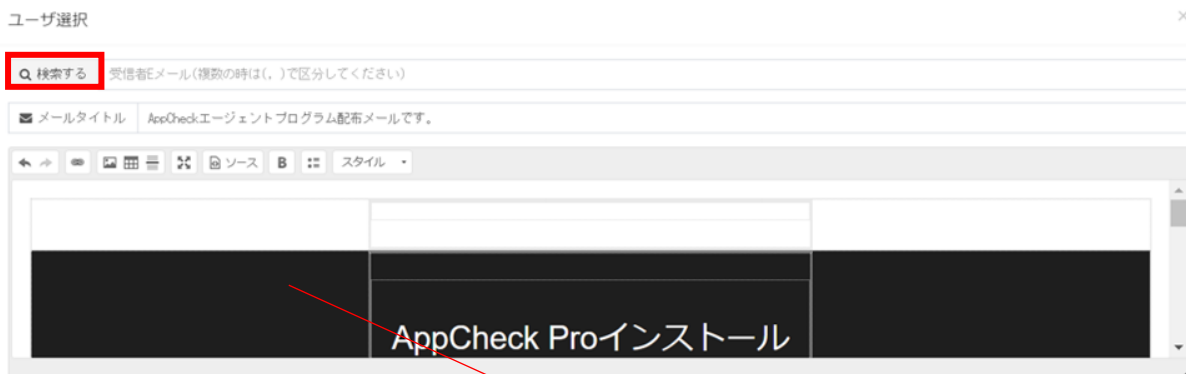 ユーザ選択
検索する 受信者Eメール(複数の時は(, )で区分してください)
メールタイトル AppCheckエージェントプログラム配布メールです。
ソース B スタイル
AppCheck Proインストール